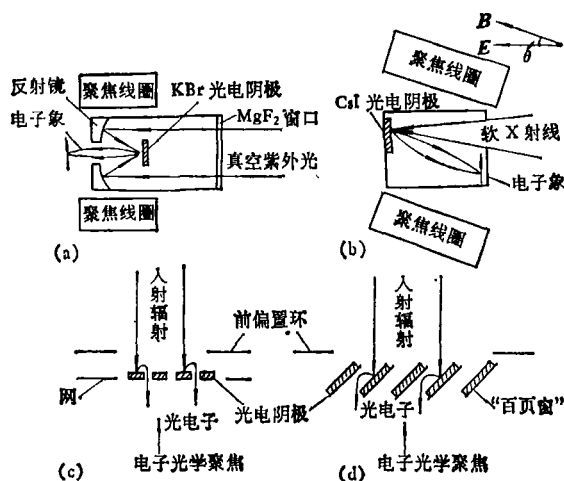 聚焦线圈
反射镜
电子象
KBr 光电阴极
MgF₂ 窗口
真空紫外光
聚焦线圈
(a)
B
E
θ
聚焦线圈
CsI 光电阴极
软 X 射线
电子象
聚焦线圈
(b)
入射辐射
前偏置环
网
光电阴极
光电子
电子光学聚焦
(c)
入射辐射
光电子
“百页窗”
电子光学聚焦
(d)